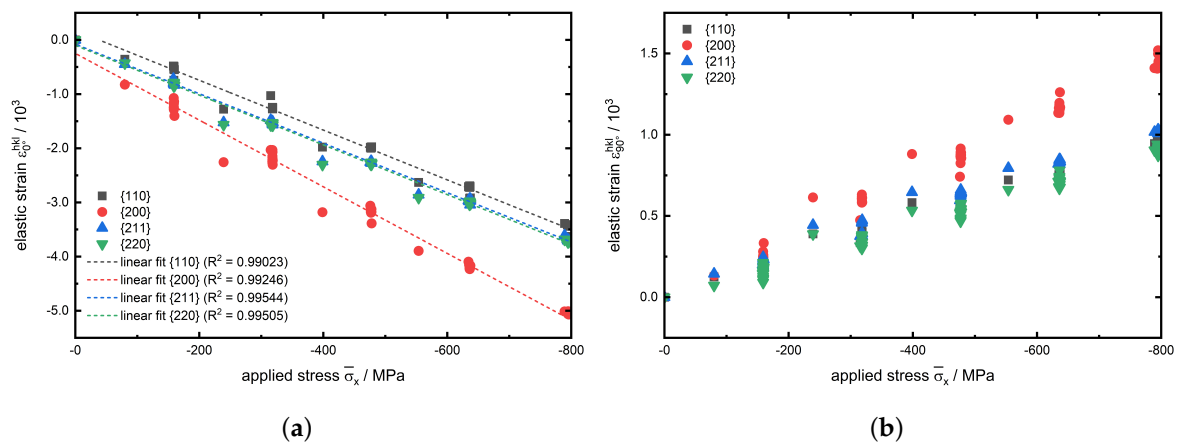 0.0
-1.0
-2.0
-3.0
-4.0
-5.0
elastic strain ε₀°ʰᵏˡ / 10³
{110}
{200}
{211}
{220}
linear fit {110} (R² = 0.99023)
linear fit {200} (R² = 0.99246)
linear fit {211} (R² = 0.99544)
linear fit {220} (R² = 0.99505)
-0 -200 -400 -600 -800
applied stress σ̅ₓ / MPa
(a)
{110}
{200}
{211}
{220}
1.5
1.0
0.5
0.0
elastic strain ε₉₀°ʰᵏˡ / 10³
-0 -200 -400 -600 -800
applied stress σ̅ₓ / MPa
(b)